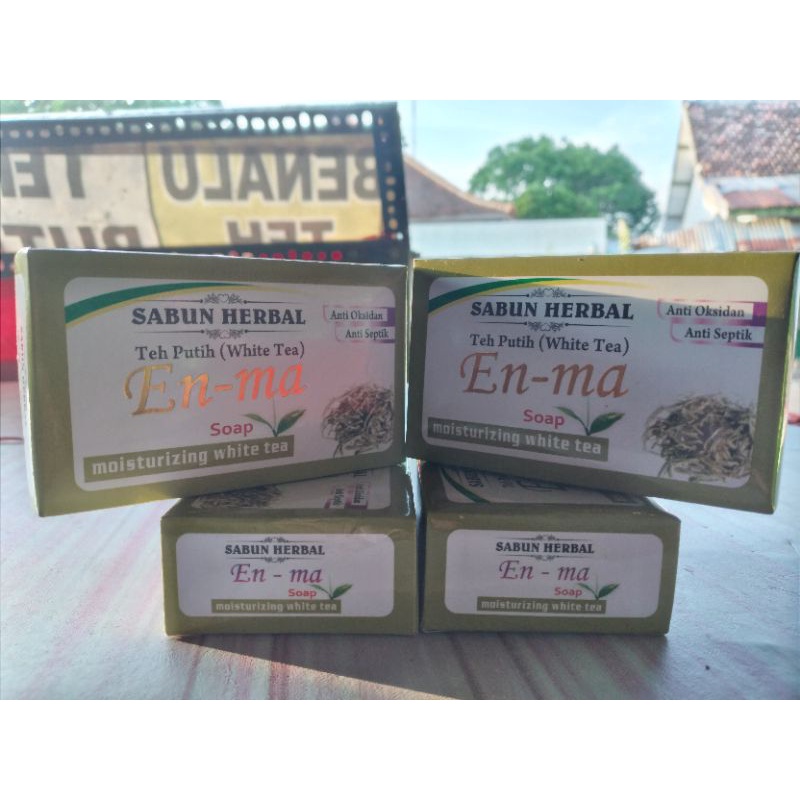 BENALU
TEH
SABUN HERBAL
Teh Putih (White Tea)
En-ma
Soap
moisturizing white tea
Anti Oksidan
Anti Septik
SABUN HERBAL
Teh Putih (White Tea)
En-ma
Soap
moisturizing white tea
Anti Oksidan
Anti Septik
SABUN HERBAL
En - ma
Soap
moisturizing white tea
SABUN HERBAL
En - ma
Soap
moisturizing white tea